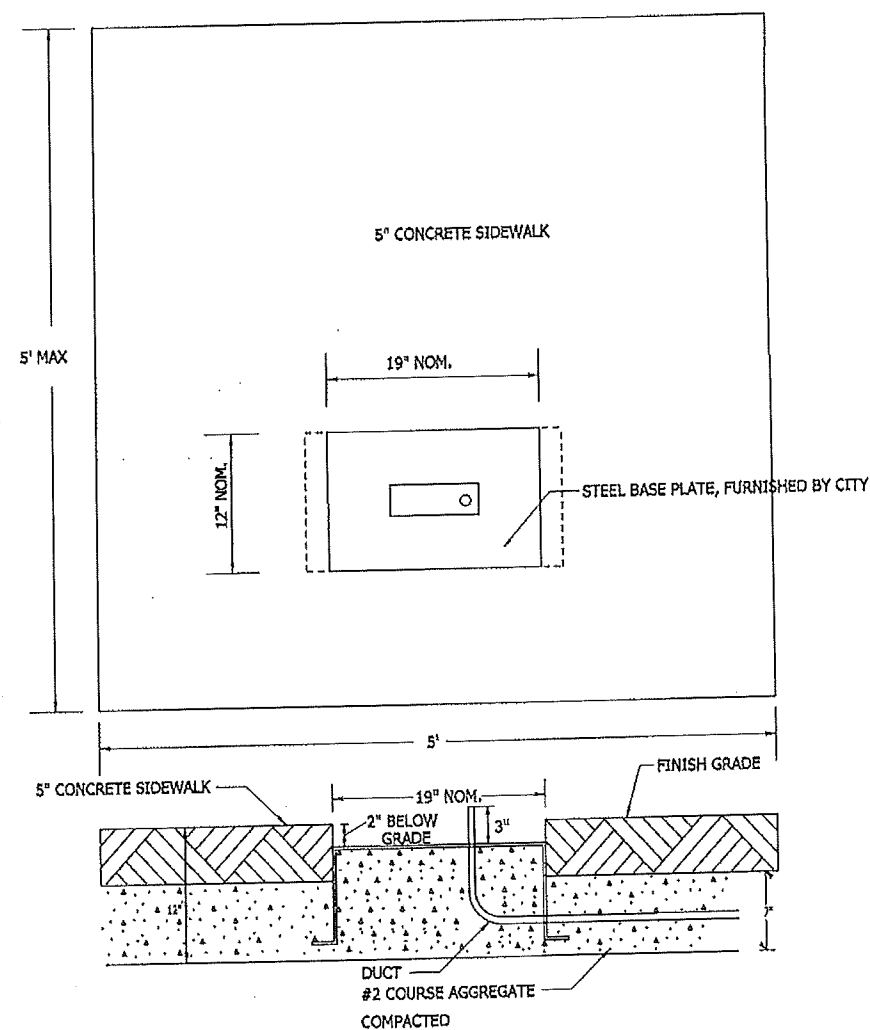 5" CONCRETE SIDEWALK
5' MAX
19" NOM.
12" NOM.
STEEL BASE PLATE, FURNISHED BY CITY
5'
5" CONCRETE SIDEWALK
FINISH GRADE
19" NOM.
2" BELOW
GRADE
3"
12"
7"
DUCT
#2 COURSE AGGREGATE
COMPACTED